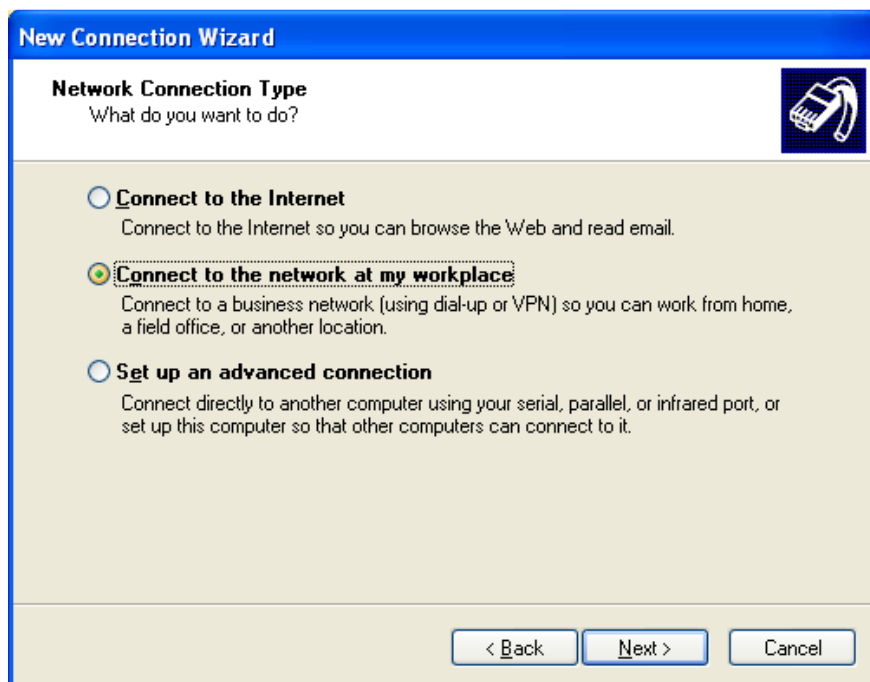 New Connection Wizard
Network Connection Type
What do you want to do?
Connect to the Internet
Connect to the Internet so you can browse the Web and read email.
Connect to the network at my workplace
Connect to a business network (using dial-up or VPN) so you can work from home,
a field office, or another location.
Set up an advanced connection
Connect directly to another computer using your serial, parallel, or infrared port, or
set up this computer so that other computers can connect to it.
< Back Next > Cancel